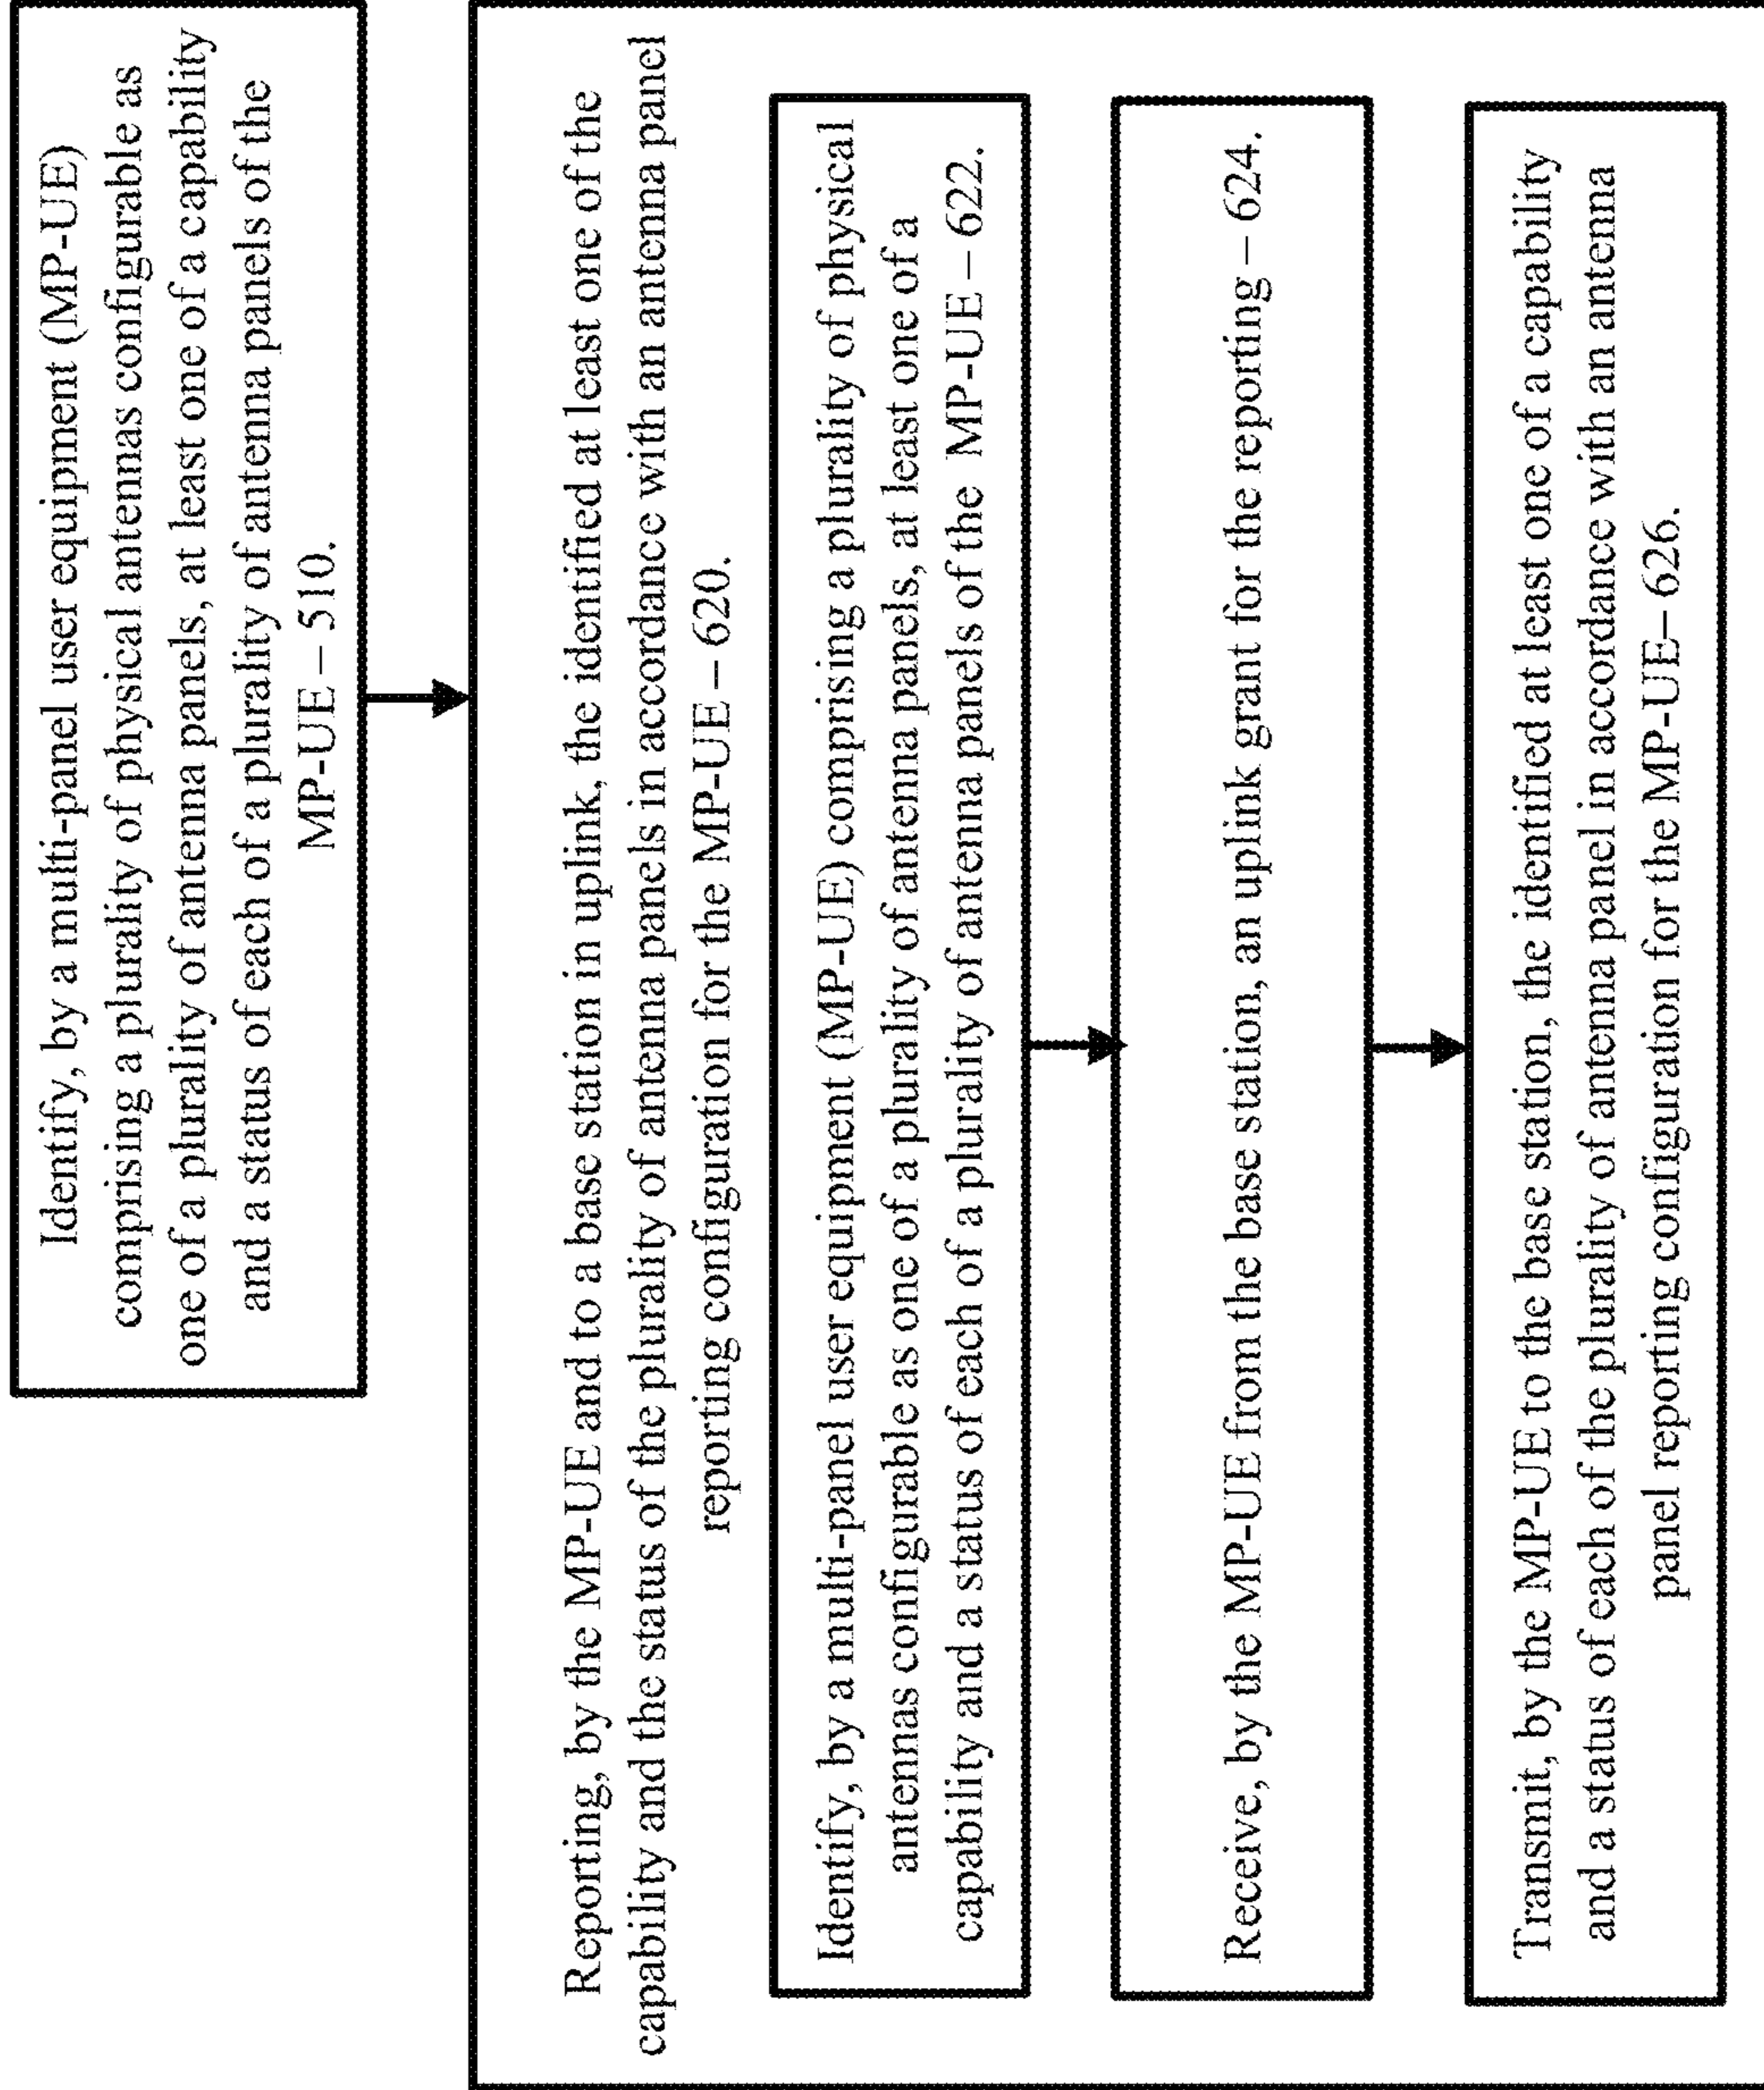 Identify, by a multi-panel user equipment (MP-UE)
comprising a plurality of physical antennas configurable as
one of a plurality of antenna panels, at least one of a capability
and a status of each of a plurality of antenna panels of the
MP-UE – 510.
Reporting, by the MP-UE and to a base station in uplink, the identified at least one of the
capability and the status of the plurality of antenna panels in accordance with an antenna panel
reporting configuration for the MP-UE – 620.
Identify, by a multi-panel user equipment (MP-UE) comprising a plurality of physical
antennas configurable as one of a plurality of antenna panels, at least one of a
capability and a status of each of a plurality of antenna panels of the MP-UE – 622.
Receive, by the MP-UE from the base station, an uplink grant for the reporting – 624.
Transmit, by the MP-UE to the base station, the identified at least one of a capability
and a status of each of the plurality of antenna panel in accordance with an antenna
panel reporting configuration for the MP-UE– 626.